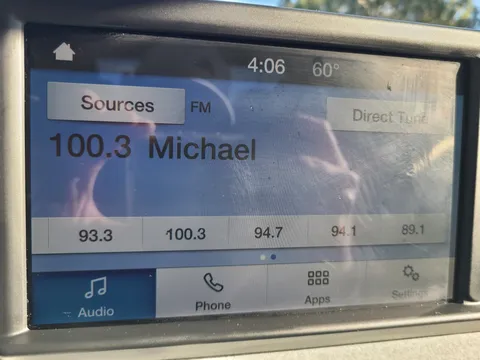 4:06 60°
Sources FM Direct Tune
100.3 Michael
93.3 100.3 94.7 94.1 89.1
Audio Phone Apps Settings